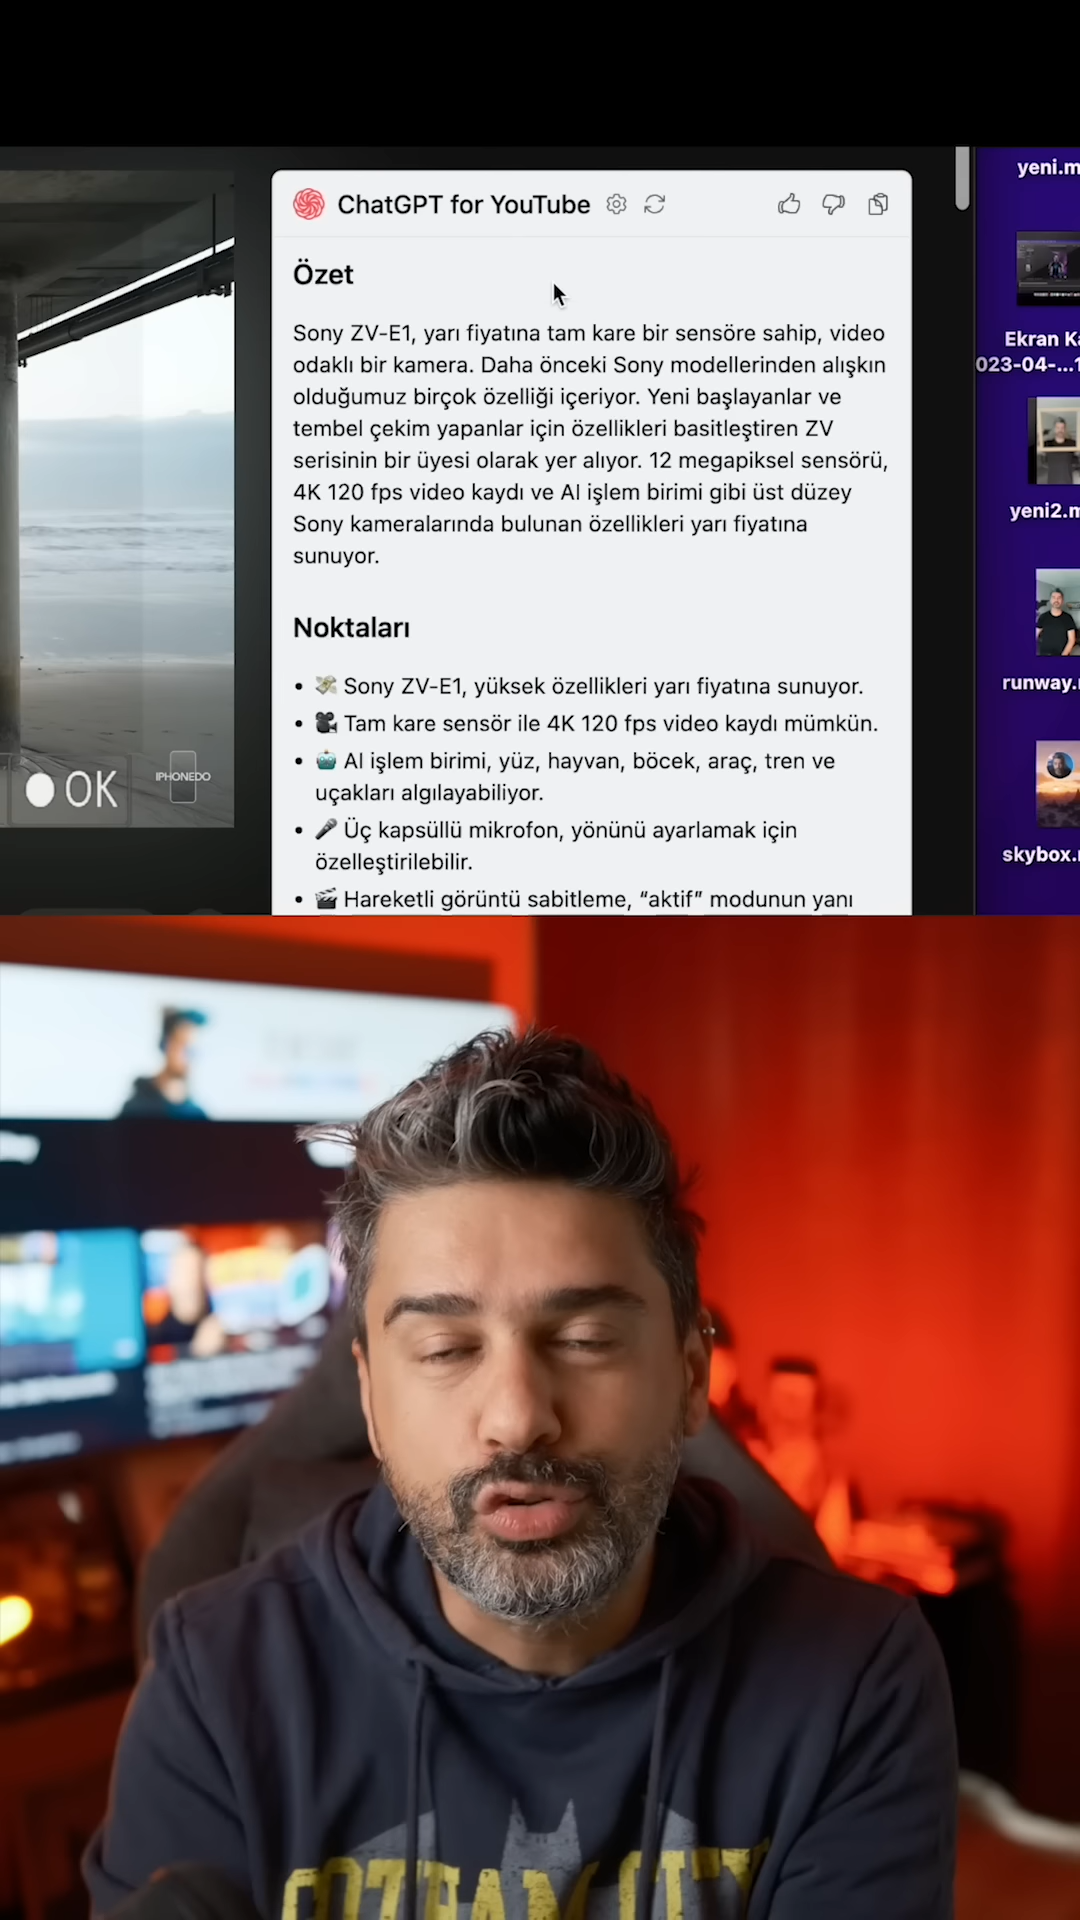 ChatGPT for YouTube
Özet
Sony ZV-E1, yarı fiyatına tam kare bir sensöre sahip, video
odaklı bir kamera. Daha önceki Sony modellerinden alışkın
olduğumuz birçok özelliği içeriyor. Yeni başlayanlar ve
tembel çekim yapanlar için özellikleri basitleştiren ZV
serisinin bir üyesi olarak yer alıyor. 12 megapiksel sensörü,
4K 120 fps video kaydı ve AI işlem birimi gibi üst düzey
Sony kameralarında bulunan özellikleri yarı fiyatına
sunuyor.
Noktaları
• 💸 Sony ZV-E1, yüksek özellikleri yarı fiyatına sunuyor.
• 🎥 Tam kare sensör ile 4K 120 fps video kaydı mümkün.
• 🤖 AI işlem birimi, yüz, hayvan, böcek, araç, tren ve
uçakları algılayabiliyor.
• 🎤 Üç kapsüllü mikrofon, yönünü ayarlamak için
özelleştirilebilir.
• 🎬 Hareketli görüntü sabitleme, “aktif” modunun yanı
OK
IPHONEDO
yeni.m
Ekran Ka
023-04-...1
yeni2.m
runway.
skybox.
GOTHAM CITY